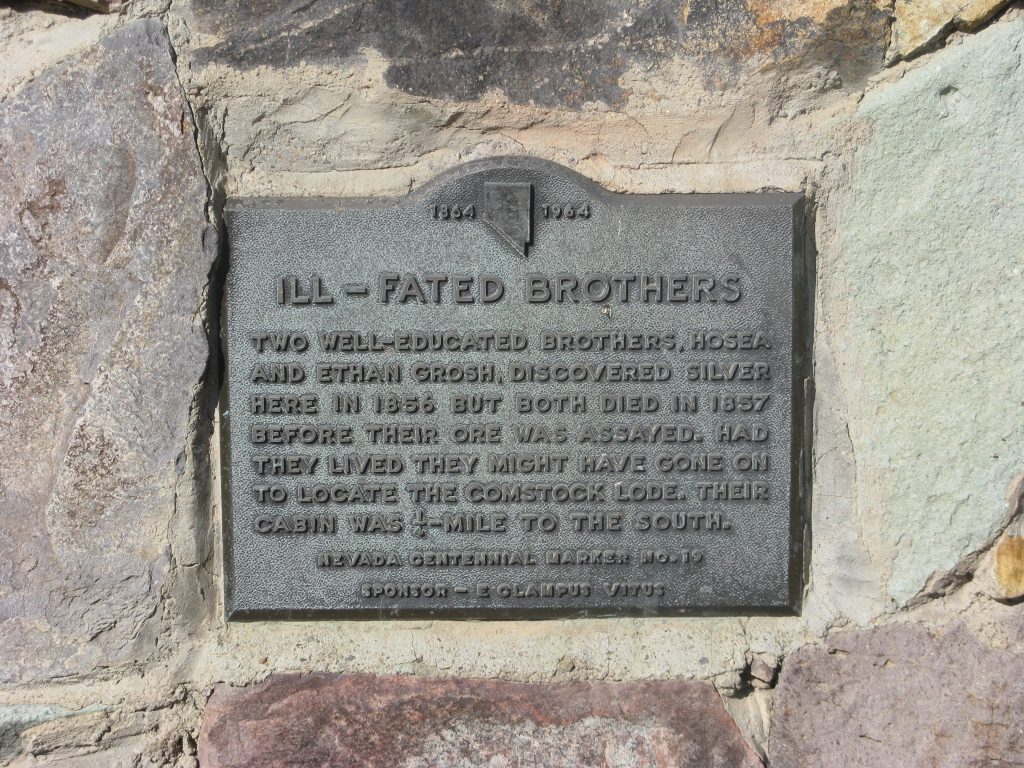 1864 1964
ILL-FATED BROTHERS
TWO WELL-EDUCATED BROTHERS, HOSEA
AND ETHAN GROSH, DISCOVERED SILVER
HERE IN 1856 BUT BOTH DIED IN 1857
BEFORE THEIR ORE WAS ASSAYED. HAD
THEY LIVED THEY MIGHT HAVE GONE ON
TO LOCATE THE COMSTOCK LODE. THEIR
CABIN WAS ¼-MILE TO THE SOUTH.
NEVADA CENTENNIAL MARKER No. 19
SPONSOR - E CLAMPUS VITUS